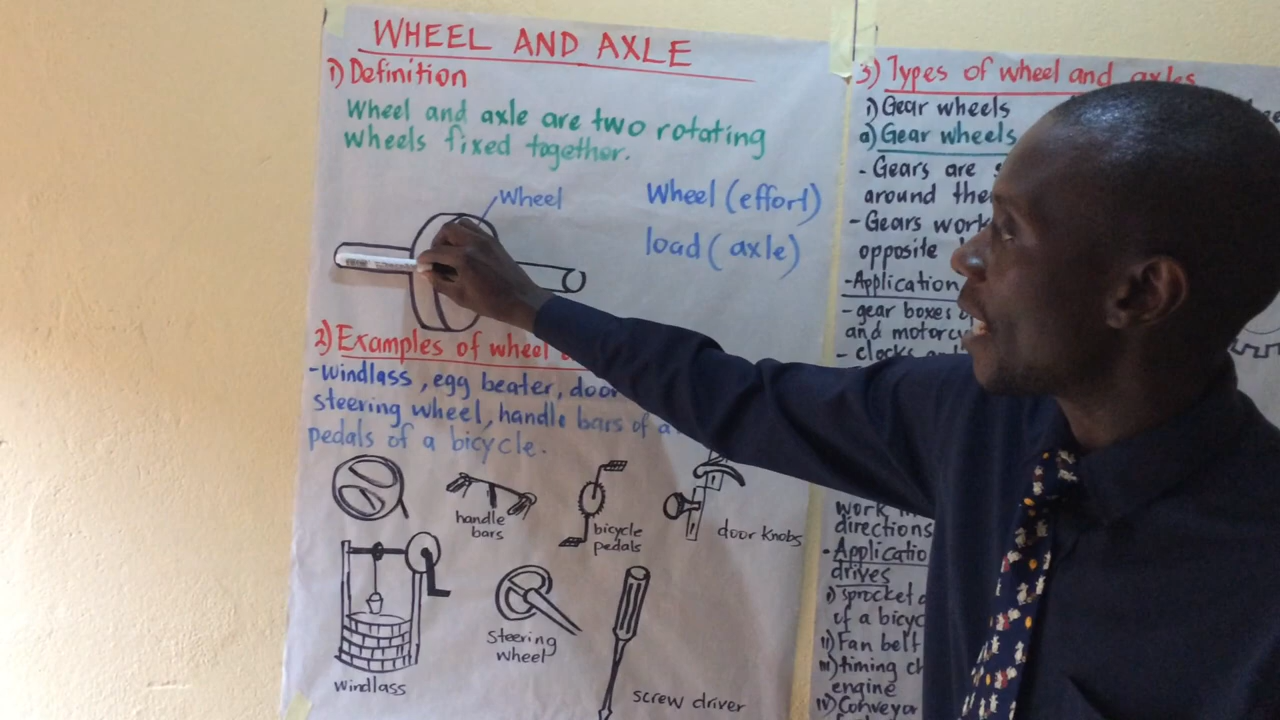 WHEEL AND AXLE
1) Definition
Wheel and axle are two rotating
wheels fixed together.
Wheel
Wheel (effort)
load (axle)
2) Examples of wheel
- windlass, egg beater, door
steering wheel, handle bars of a
pedals of a bicycle.
handle
bars
bicycle
pedals
door knobs
windlass
Steering
wheel
screw driver
3) Types of wheel and axles
i) Gear wheels
a) Gear wheels
- Gears are
around
- Gears work
opposite
- Application
- gear boxes
and
- clocks
work
directions
- Applicatio
drives
i) sprocket
of a
ii) Fan belt
iii) timing
engine
iv) Conveyor